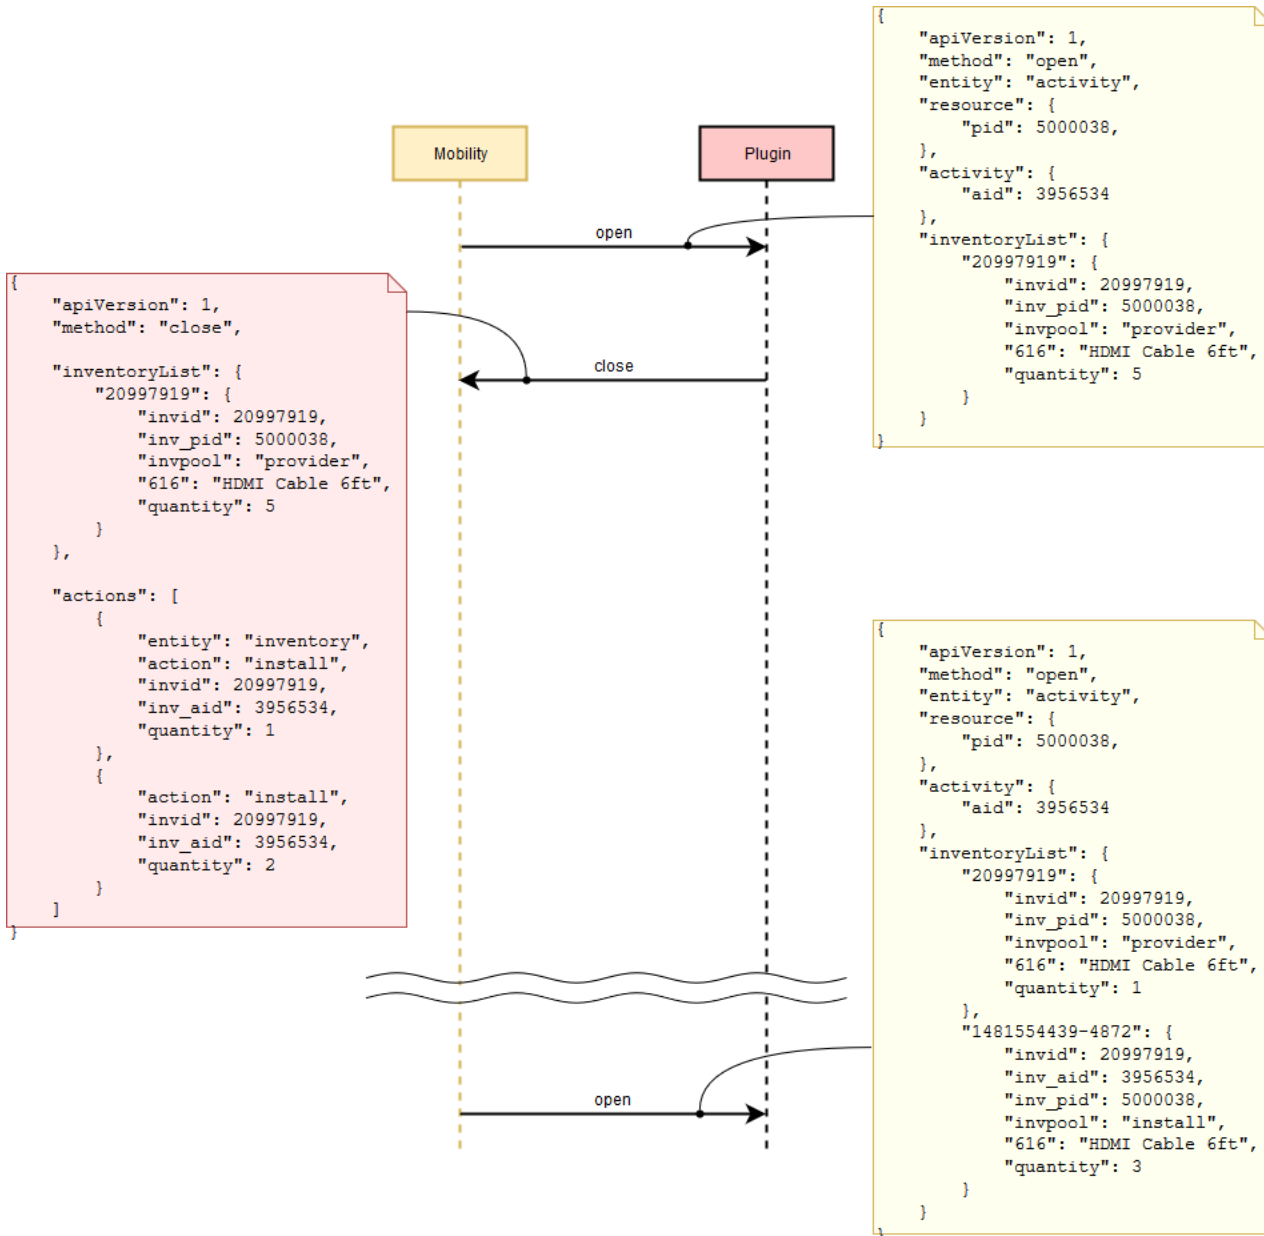 {
    "apiVersion": 1,
    "method": "open",
    "entity": "activity",
    "resource": {
        "pid": 5000038,
    },
    "activity": {
        "aid": 3956534
    },
    "inventoryList": {
        "20997919": {
            "invid": 20997919,
            "inv_pid": 5000038,
            "invpool": "provider",
            "616": "HDMI Cable 6ft",
            "quantity": 5
        }
    }
}
Mobility
Plugin
open
{
    "apiVersion": 1,
    "method": "close",
    "inventoryList": {
        "20997919": {
            "invid": 20997919,
            "inv_pid": 5000038,
            "invpool": "provider",
            "616": "HDMI Cable 6ft",
            "quantity": 5
        }
    },
    "actions": [
        {
            "entity": "inventory",
            "action": "install",
            "invid": 20997919,
            "inv_aid": 3956534,
            "quantity": 1
        },
        {
            "action": "install",
            "invid": 20997919,
            "inv_aid": 3956534,
            "quantity": 2
        }
    ]
}
close
{
    "apiVersion": 1,
    "method": "open",
    "entity": "activity",
    "resource": {
        "pid": 5000038,
    },
    "activity": {
        "aid": 3956534
    },
    "inventoryList": {
        "20997919": {
            "invid": 20997919,
            "inv_pid": 5000038,
            "invpool": "provider",
            "616": "HDMI Cable 6ft",
            "quantity": 1
        },
        "1481554439-4872": {
            "invid": 20997919,
            "inv_aid": 3956534,
            "inv_pid": 5000038,
            "invpool": "install",
            "616": "HDMI Cable 6ft",
            "quantity": 3
        }
    }
}
open